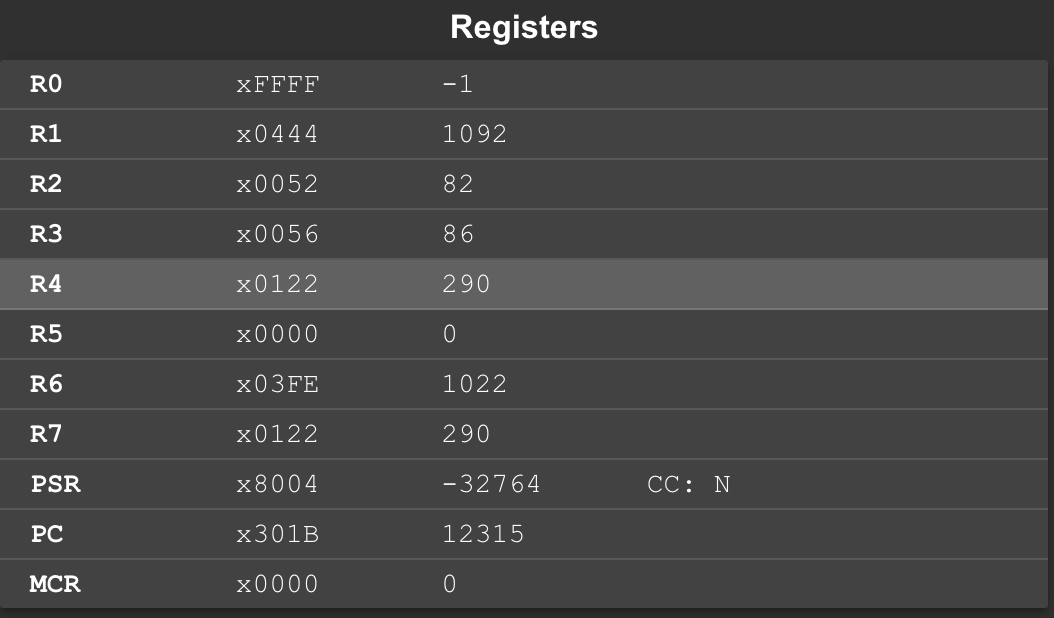 Registers
R0 xFFFF -1
R1 x0444 1092
R2 x0052 82
R3 x0056 86
R4 x0122 290
R5 x0000 0
R6 x03FE 1022
R7 x0122 290
PSR x8004 -32764 CC: N
PC x301B 12315
MCR x0000 0